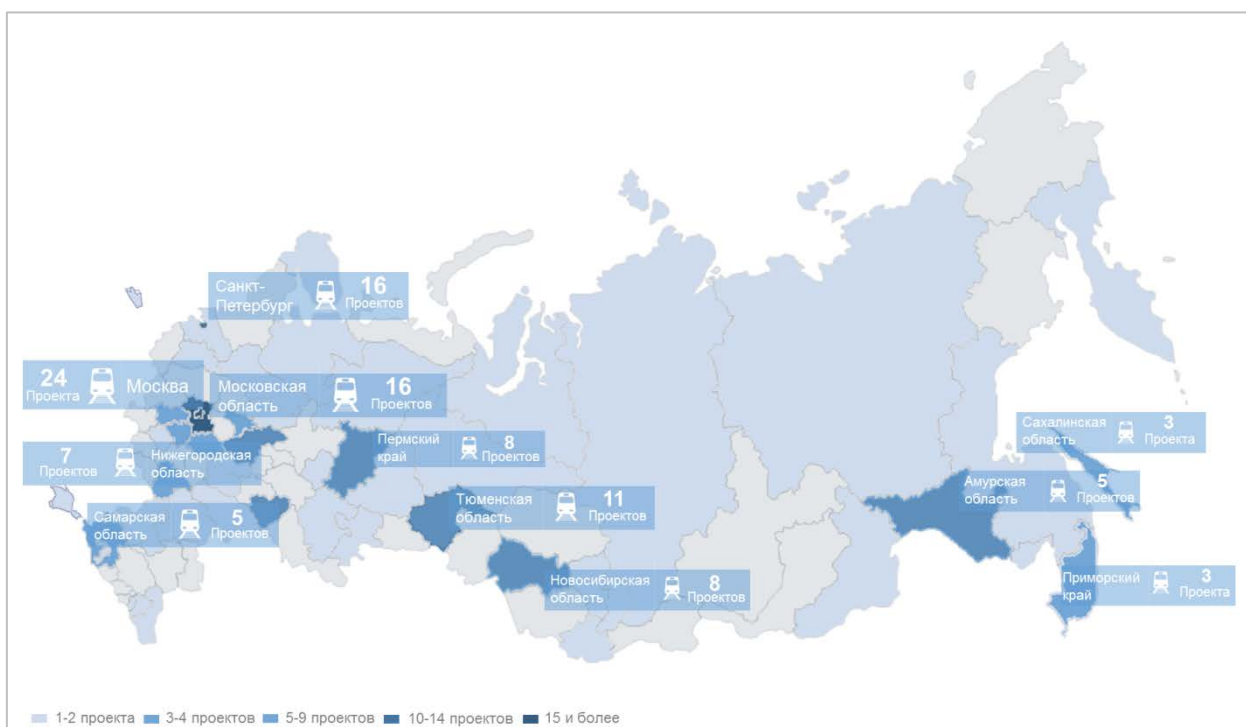 Санкт-
Петербург
16
Проектов
24
Проекта
Москва
Московская
область
16
Проектов
7
Проектов
Нижегородская
область
Пермский
край
8
Проектов
Самарская
область
5
Проектов
Тюменская
область
11
Проектов
Новосибирская
область
8
Проектов
Сахалинская
область
3
Проекта
Амурская
область
5
Проектов
Приморский
край
3
Проекта
1-2 проекта
3-4 проектов
5-9 проектов
10-14 проектов
15 и более